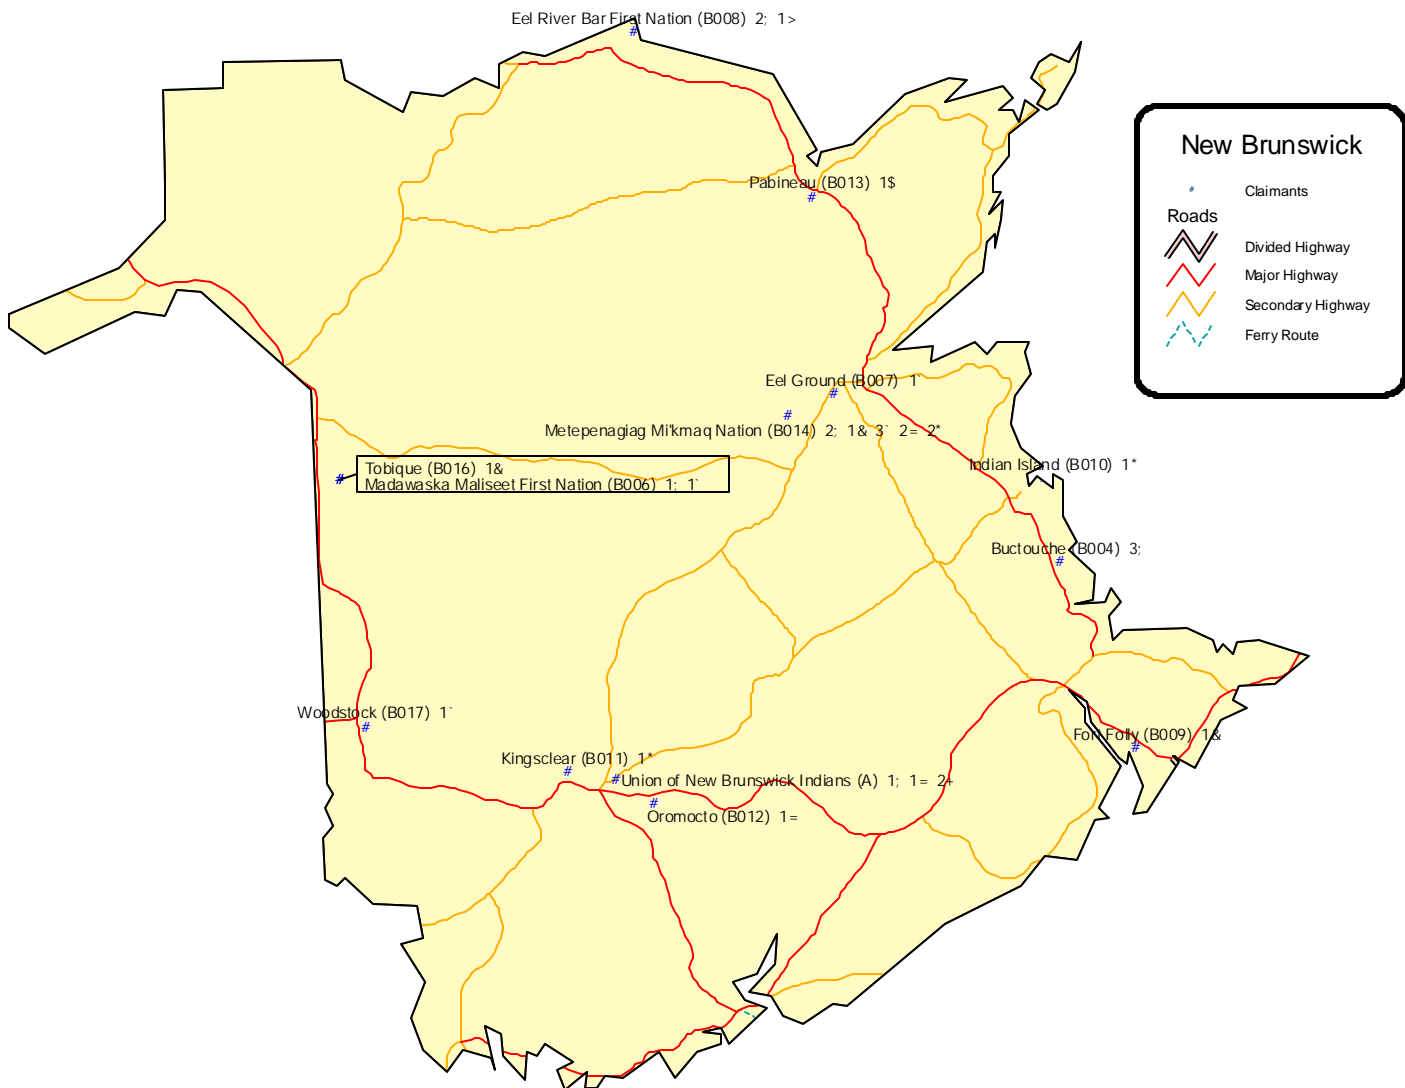 Eel River Bar First Nation (B008) 2; 1>
#
New Brunswick
# Claimants
Roads
Divided Highway
Major Highway
Secondary Highway
Ferry Route
Pabineau (B013) 1$
#
Eel Ground (B007) 1`
#
#
Metepenagiag Mi'kmaq Nation (B014) 2; 1& 3` 2= 2*
Indian Island (B010) 1*
Tobique (B016) 1&
#
Madawaska Maliseet First Nation (B006) 1; 1`
Buctouche (B004) 3;
#
Woodstock (B017) 1`
#
Fort Folly (B009) 1&
#
Kingsclear (B011) 1*
#
# Union of New Brunswick Indians (A) 1; 1= 2+
#
Oromocto (B012) 1=